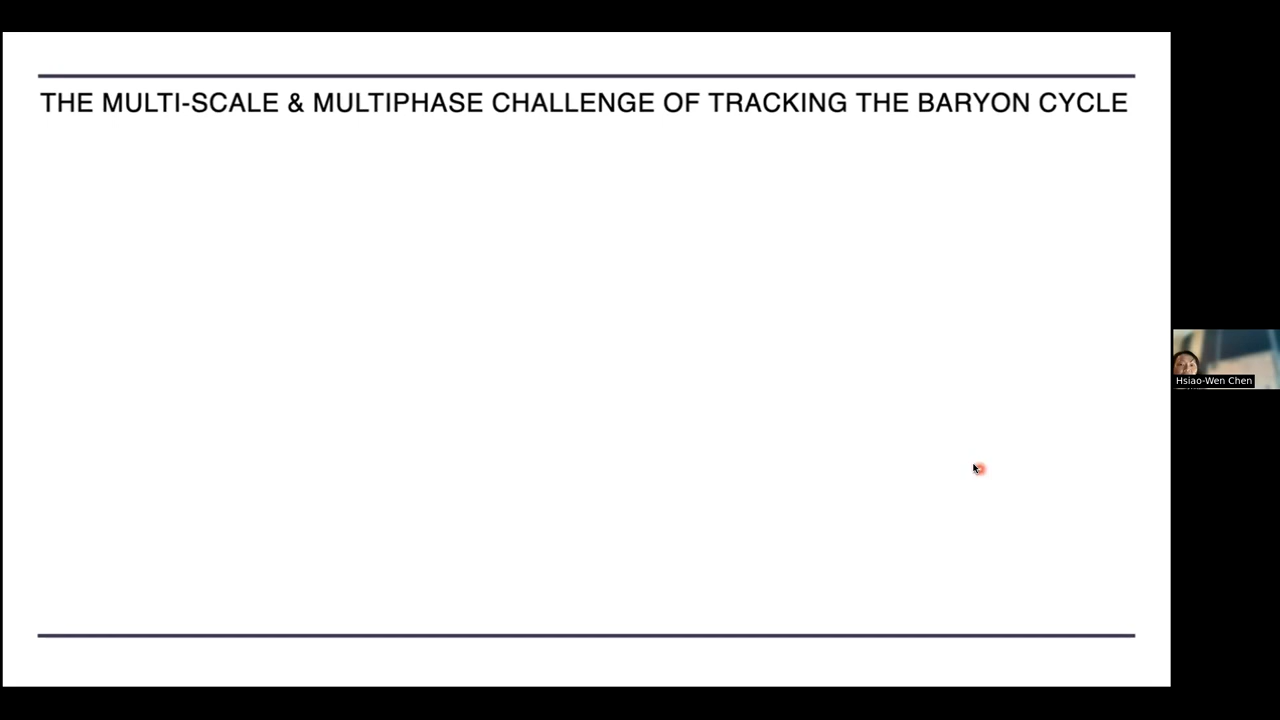 THE MULTI-SCALE & MULTIPHASE CHALLENGE OF TRACKING THE BARYON CYCLE
Hsiao-Wen Chen